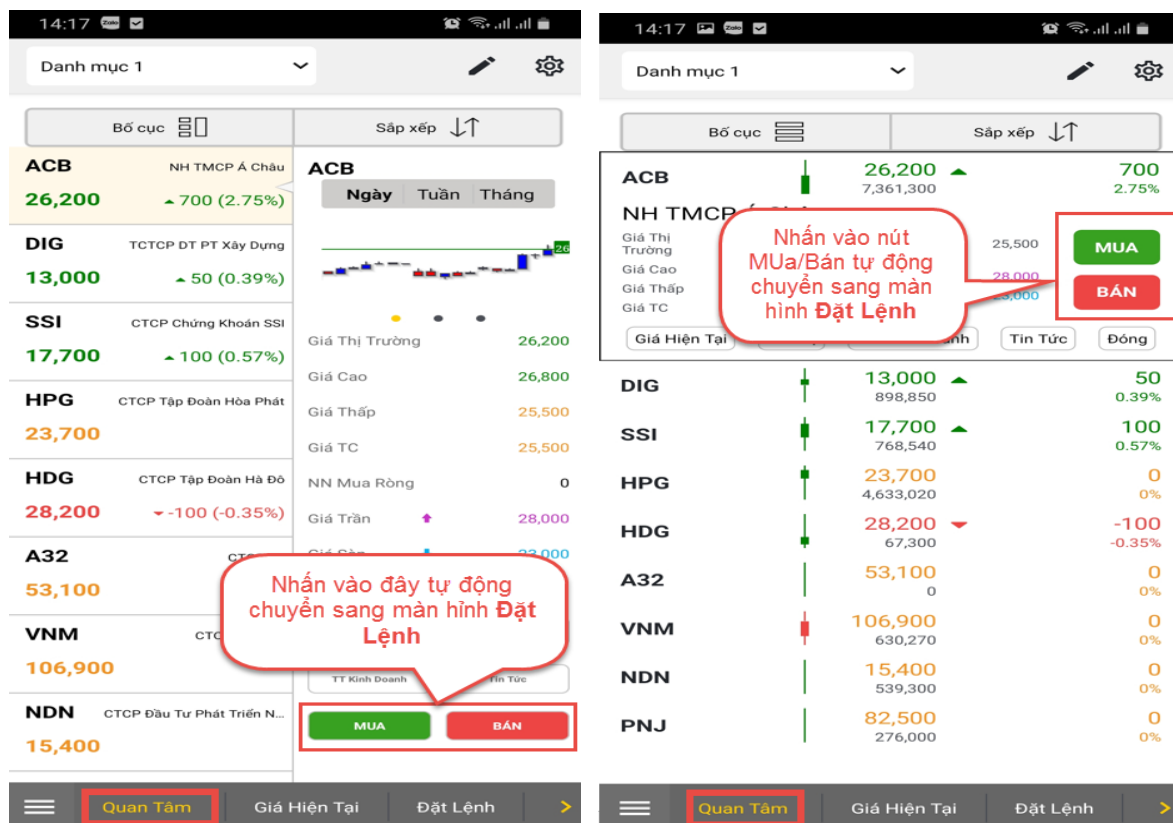 14:17 Zalo
Danh mục 1
Bố cục
Sắp xếp
ACB
NH TMCP Á Châu
26,200
700 (2.75%)
DIG
TCTCP DT PT Xây Dựng
13,000
50 (0.39%)
SSI
CTCP Chứng Khoán SSI
17,700
100 (0.57%)
HPG
CTCP Tập Đoàn Hòa Phát
23,700
HDG
CTCP Tập Đoàn Hà Đô
28,200
-100 (-0.35%)
A32
53,100
VNM
106,900
NDN
CTCP Đầu Tư Phát Triển N...
15,400
ACB
Ngày Tuần Tháng
26
Giá Thị Trường 26,200
Giá Cao 26,800
Giá Thấp 25,500
Giá TC 25,500
NN Mua Ròng 0
Giá Trần 28,000
Giá Sàn 23,000
Nhấn vào đây tự động
chuyển sang màn hình Đặt
Lệnh
TT Kinh Doanh
Tin Tức
MUA
BÁN
Quan Tâm
Giá Hiện Tại
Đặt Lệnh
14:17 Zalo
Danh mục 1
Bố cục
Sắp xếp
ACB 26,200 700
7,361,300 2.75%
NH TMCP
Giá Thị
Trường
25,500
Giá Cao
28,000
Giá Thấp
23,000
Giá TC
Nhấn vào nút
MUa/Bán tự động
chuyển sang màn
hình Đặt Lệnh
MUA
BÁN
Giá Hiện Tại
Tin Tức
Đóng
DIG 13,000 50
898,850 0.39%
SSI 17,700 100
768,540 0.57%
HPG 23,700 0
4,633,020 0%
HDG 28,200 -100
67,300 -0.35%
A32 53,100 0
0 0%
VNM 106,900 0
630,270 0%
NDN 15,400 0
539,300 0%
PNJ 82,500 0
276,000 0%
Quan Tâm
Giá Hiện Tại
Đặt Lệnh